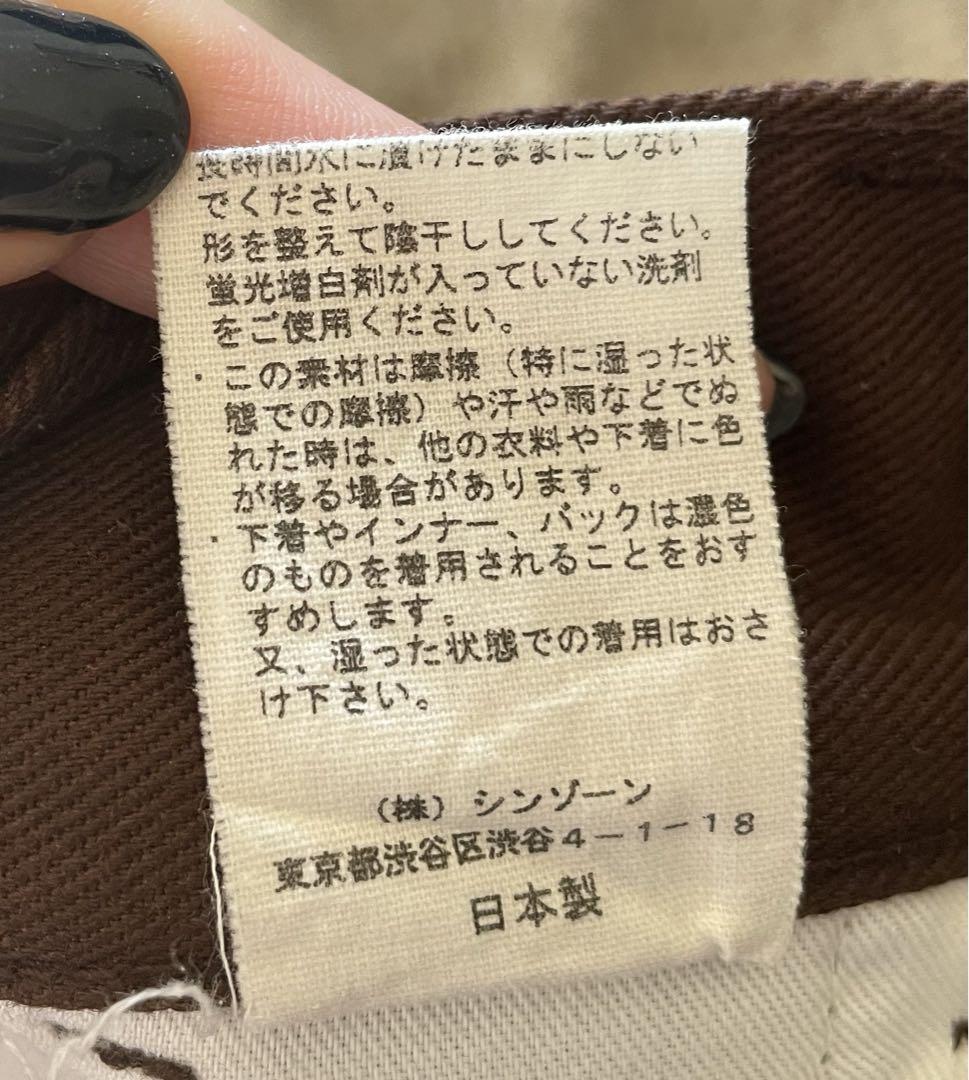 長時間水に漬けたままにしない
でください。
形を整えて陰干ししてください。
蛍光増白剤が入っていない洗剤
をご使用ください。
・この素材は摩擦（特に湿った状
態での摩擦）や汗や雨などでぬ
れた時は、他の衣料や下着に色
が移る場合があります。
・下着やインナー、バックは濃色
のものを着用されることをおす
すめします。
又、湿った状態での着用はおさ
け下さい。
（株）シンゾーン
東京都渋谷区渋谷４－１－１８
日本製